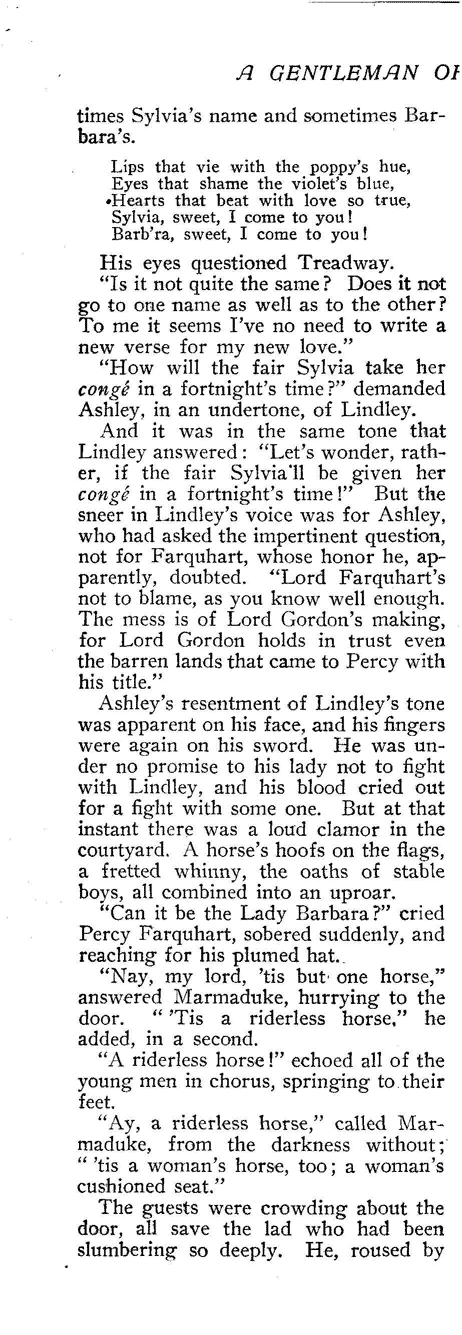 A GENTLEMAN OF
times Sylvia's name and sometimes Bar-
bara's.
Lips that vie with the poppy's hue,
Eyes that shame the violet's blue,
Hearts that beat with love so true,
Sylvia, sweet, I come to you!
Barb'ra, sweet, I come to you!
His eyes questioned Treadway.
"Is it not quite the same? Does it not
go to one name as well as to the other?
To me it seems I've no need to write a
new verse for my new love."
"How will the fair Sylvia take her
congé in a fortnight's time?" demanded
Ashley, in an undertone, of Lindley.
And it was in the same tone that
Lindley answered: "Let's wonder, rath-
er, if the fair Sylvia'll be given her
congé in a fortnight's time!" But the
sneer in Lindley's voice was for Ashley,
who had asked the impertinent question,
not for Farquhart, whose honor he, ap-
parently, doubted. "Lord Farquhart's
not to blame, as you know well enough.
The mess is of Lord Gordon's making,
for Lord Gordon holds in trust even
the barren lands that came to Percy with
his title."
Ashley's resentment of Lindley's tone
was apparent on his face, and his fingers
were again on his sword. He was un-
der no promise to his lady not to fight
with Lindley, and his blood cried out
for a fight with some one. But at that
instant there was a loud clamor in the
courtyard. A horse's hoofs on the flags,
a fretted whinny, the oaths of stable
boys, all combined into an uproar.
"Can it be the Lady Barbara?" cried
Percy Farquhart, sobered suddenly, and
reaching for his plumed hat.
"Nay, my lord, 'tis but one horse,"
answered Marmaduke, hurrying to the
door. "'Tis a riderless horse," he
added, in a second.
"A riderless horse!" echoed all of the
young men in chorus, springing to their
feet.
"Ay, a riderless horse," called Mar-
maduke, from the darkness without;
"'tis a woman's horse, too; a woman's
cushioned seat."
The guests were crowding about the
door, all save the lad who had been
slumbering so deeply. He, roused by